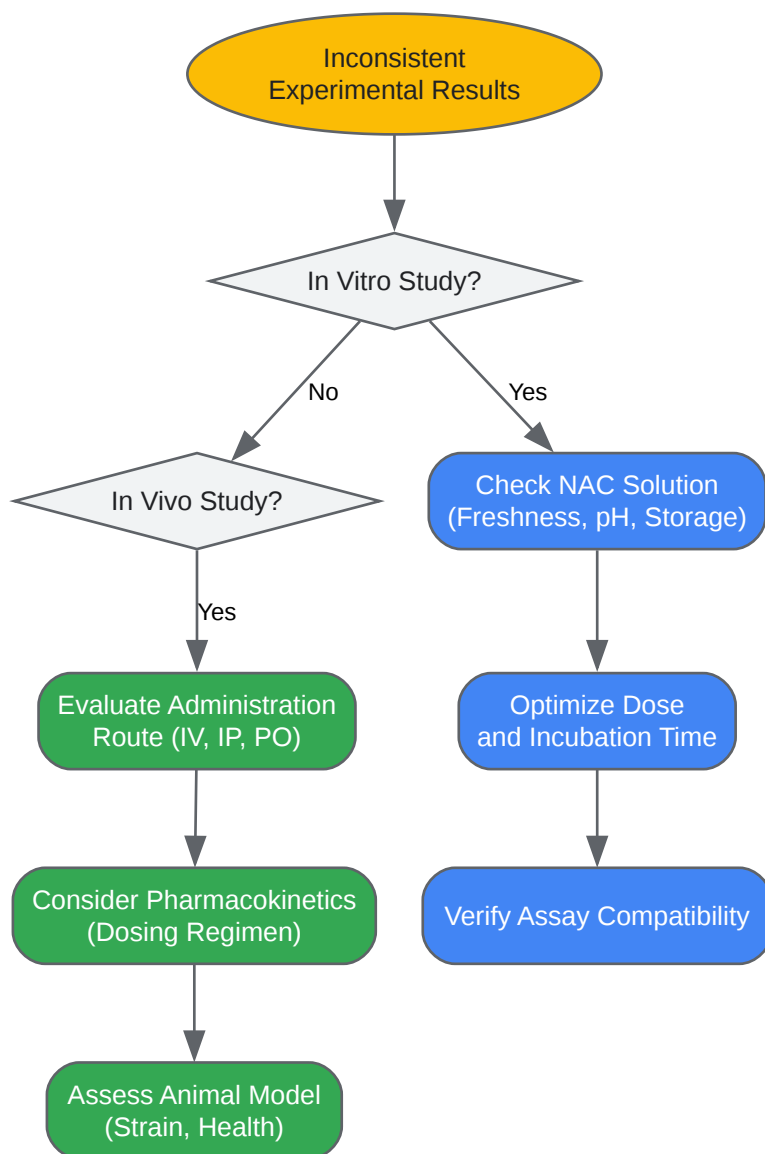 Inconsistent
Experimental Results
In Vitro Study?
No
Yes
In Vivo Study?
Check NAC Solution
(Freshness, pH, Storage)
Yes
Evaluate Administration
Route (IV, IP, PO)
Optimize Dose
and Incubation Time
Consider Pharmacokinetics
(Dosing Regimen)
Verify Assay Compatibility
Assess Animal Model
(Strain, Health)